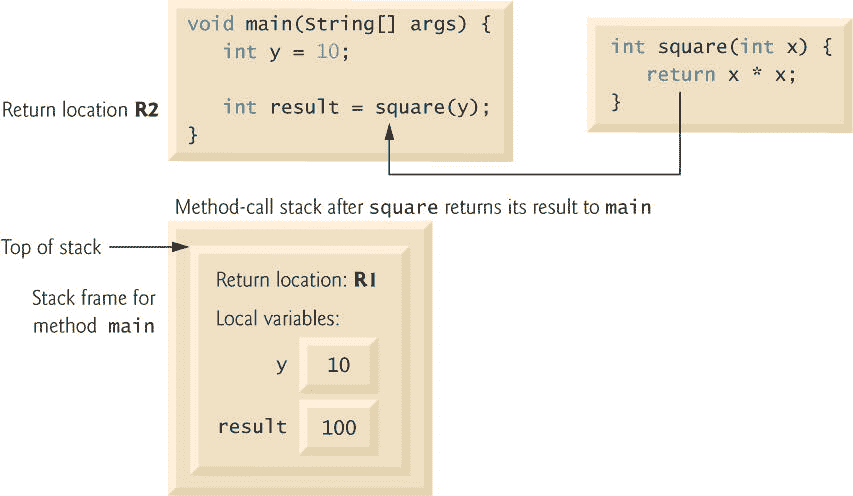 void main(String[] args) {
int y = 10;
Return location R2
int result = square(y);
}
int square(int x) {
return x * x;
}
Method-call stack after square returns its result to main
Top of stack
Stack frame for
method main
Return location: R1
Local variables:
y 10
result 100